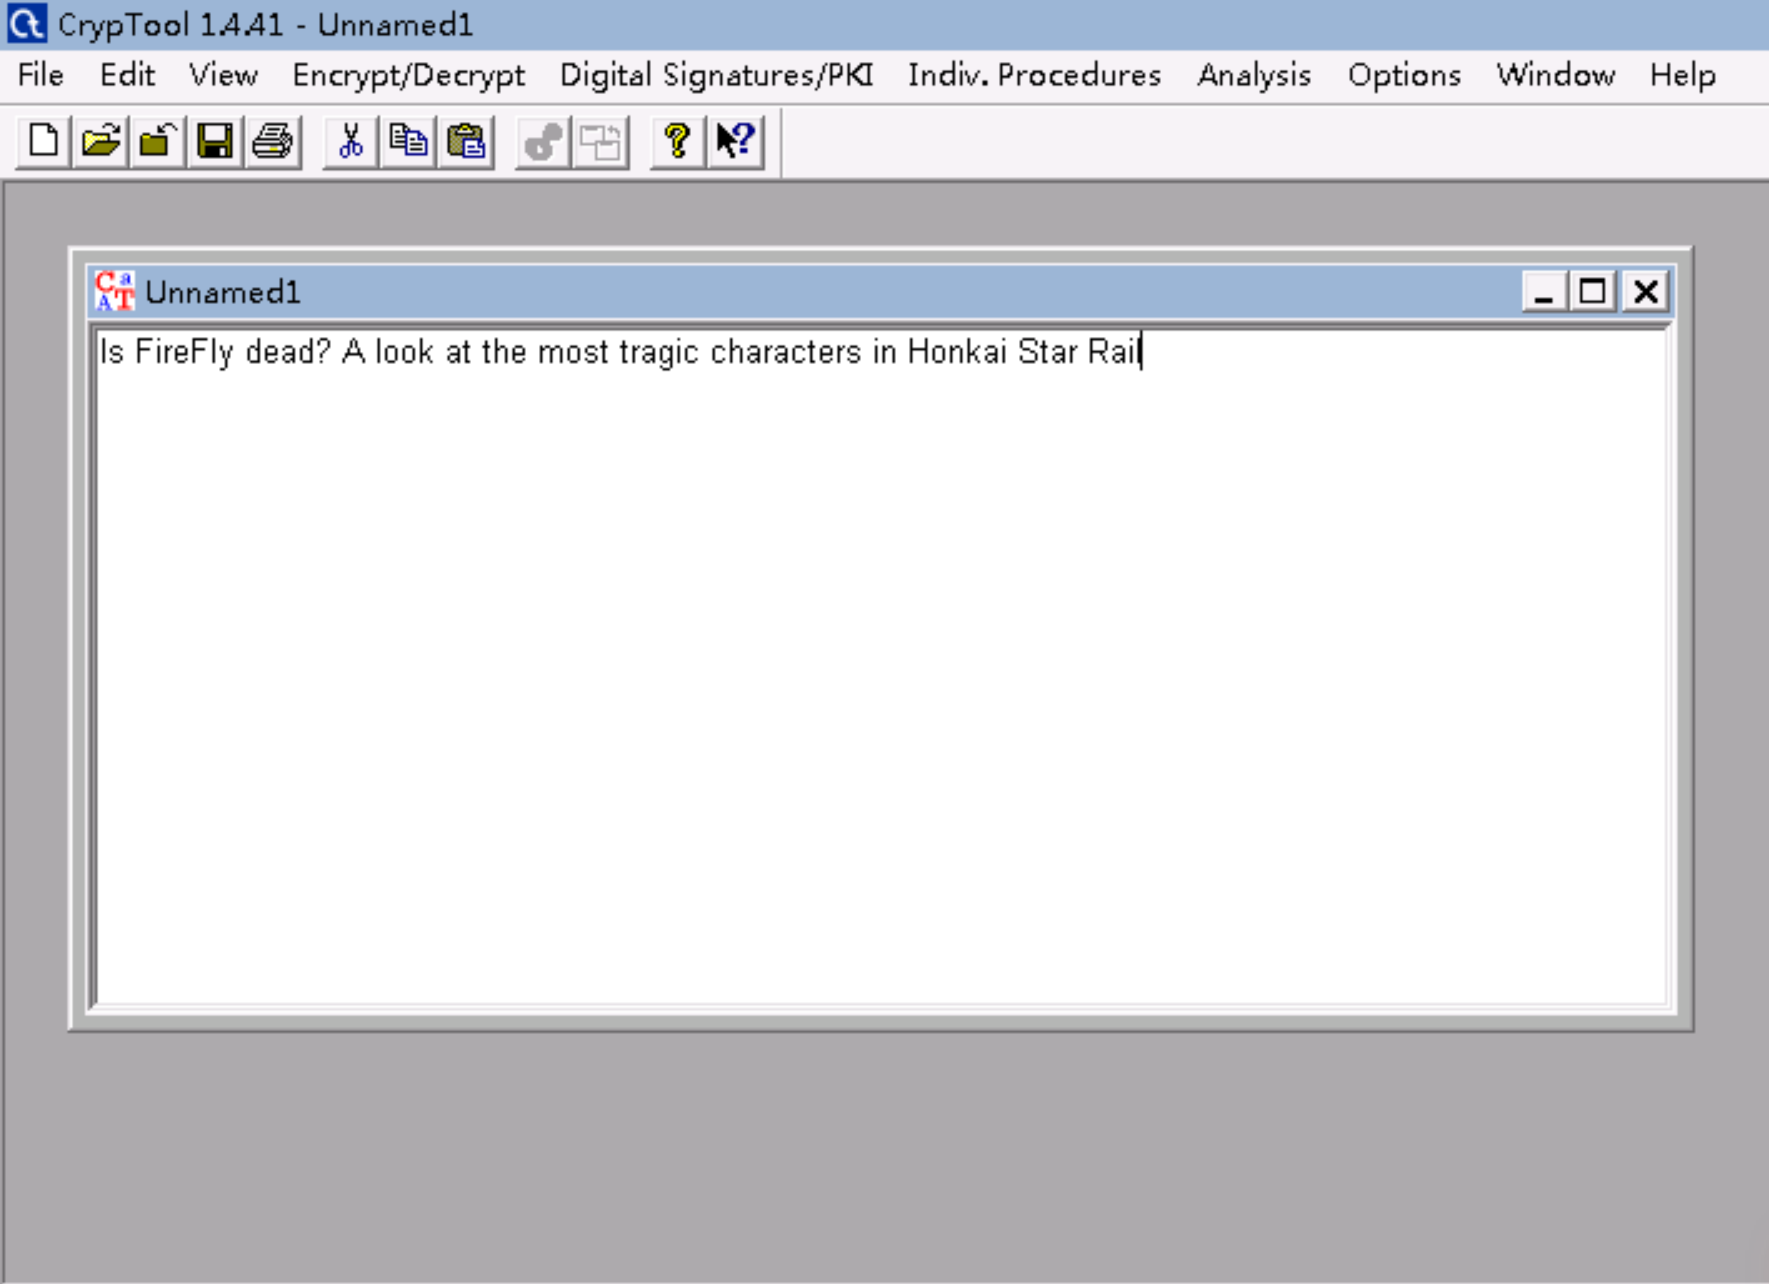 CrypTool 1.4.41 - Unnamed1
File Edit View Encrypt/Decrypt Digital Signatures/PKI Indiv. Procedures Analysis Options Window Help
Unnamed1
Is FireFly dead? A look at the most tragic characters in Honkai Star Rail